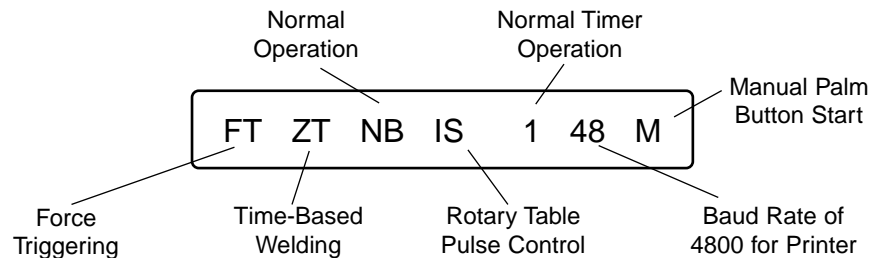 Normal
Operation
Normal Timer
Operation
Manual Palm
Button Start
FT ZT NB IS 1 48 M
Force
Triggering
Time-Based
Welding
Rotary Table
Pulse Control
Baud Rate of
4800 for Printer